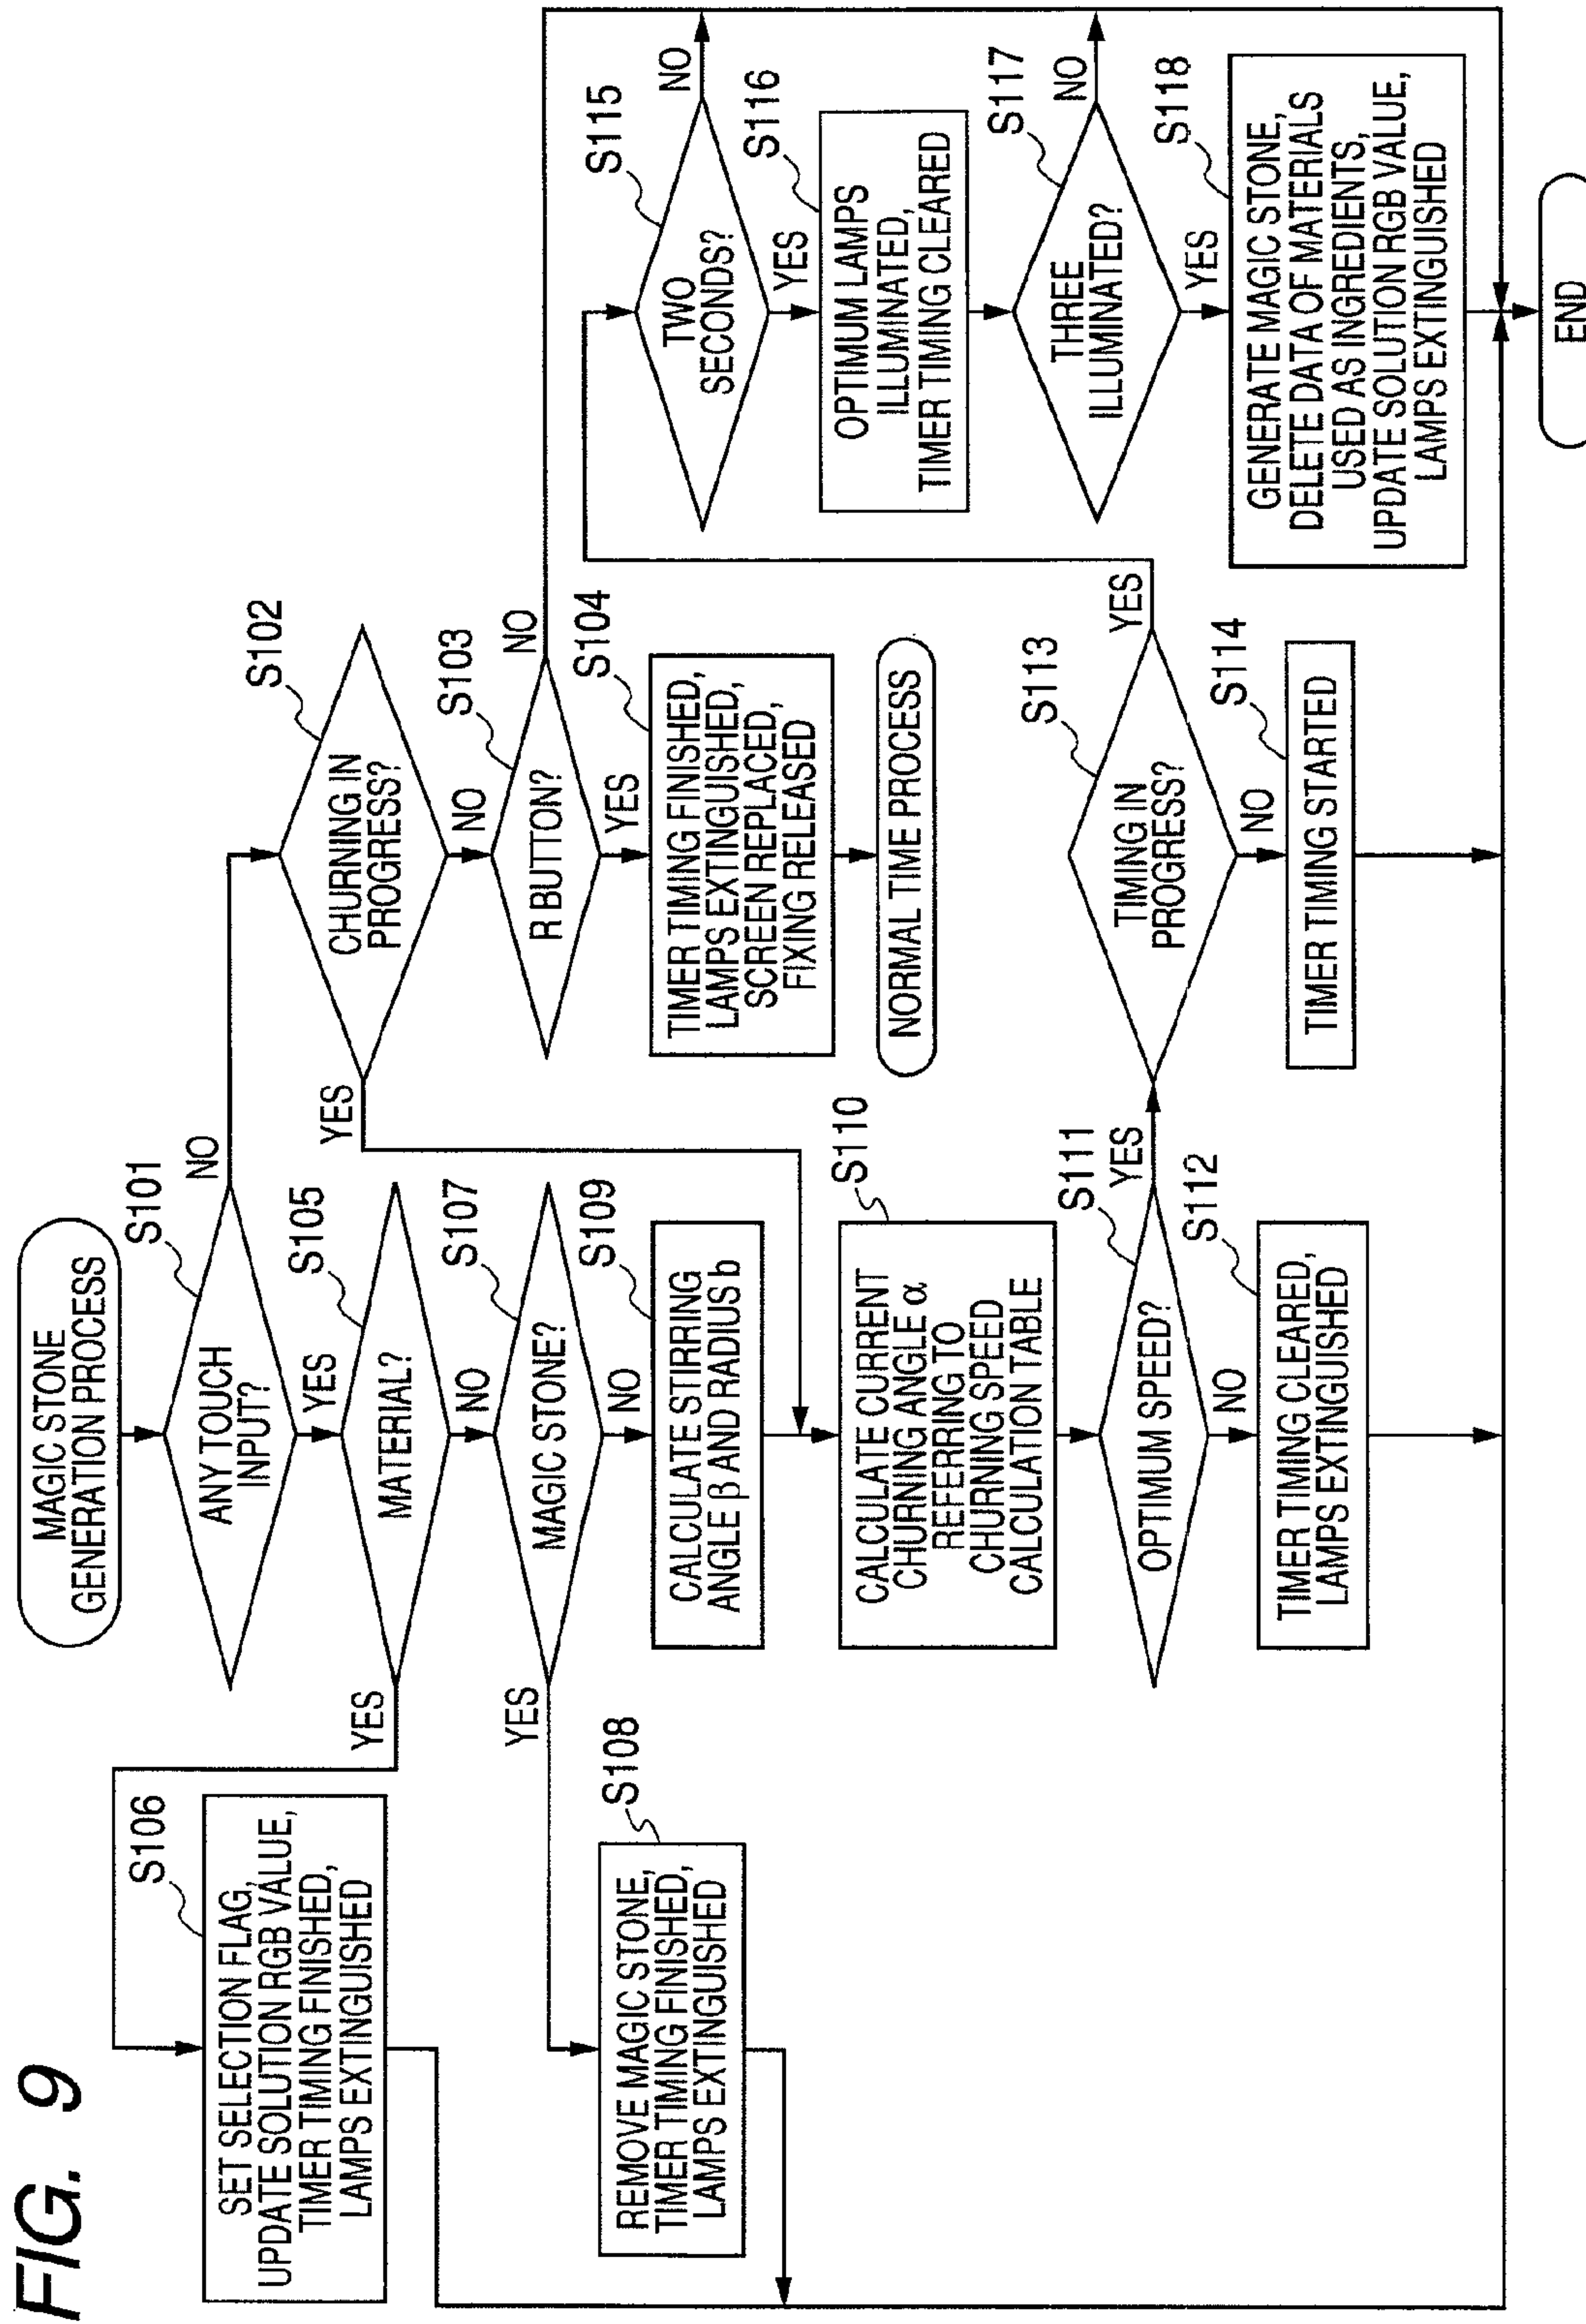 FIG. 9
MAGIC STONE
GENERATION PROCESS
S101
ANY TOUCH
INPUT?
NO
YES
S102
CHURNING IN
PROGRESS?
YES
NO
S103
R BUTTON?
NO
YES
S104
TIMER TIMING FINISHED,
LAMPS EXTINGUISHED,
SCREEN REPLACED,
FIXING RELEASED
NORMAL TIME PROCESS
S105
MATERIAL?
YES
NO
S106
SET SELECTION FLAG,
UPDATE SOLUTION RGB VALUE,
TIMER TIMING FINISHED,
LAMPS EXTINGUISHED
S107
MAGIC STONE?
YES
NO
S108
REMOVE MAGIC STONE,
TIMER TIMING FINISHED,
LAMPS EXTINGUISHED
S109
CALCULATE STIRRING
ANGLE β AND RADIUS b
S110
CALCULATE CURRENT
CHURNING ANGLE α
REFERRING TO
CHURNING SPEED
CALCULATION TABLE
S111
OPTIMUM SPEED?
YES
NO
S112
TIMER TIMING CLEARED,
LAMPS EXTINGUISHED
S113
TIMING IN
PROGRESS?
YES
NO
S114
TIMER TIMING STARTED
S115
TWO
SECONDS?
NO
YES
S116
OPTIMUM LAMPS
ILLUMINATED,
TIMER TIMING CLEARED
S117
THREE
ILLUMINATED?
NO
YES
S118
GENERATE MAGIC STONE,
DELETE DATA OF MATERIALS
USED AS INGREDIENTS,
UPDATE SOLUTION RGB VALUE,
LAMPS EXTINGUISHED
END